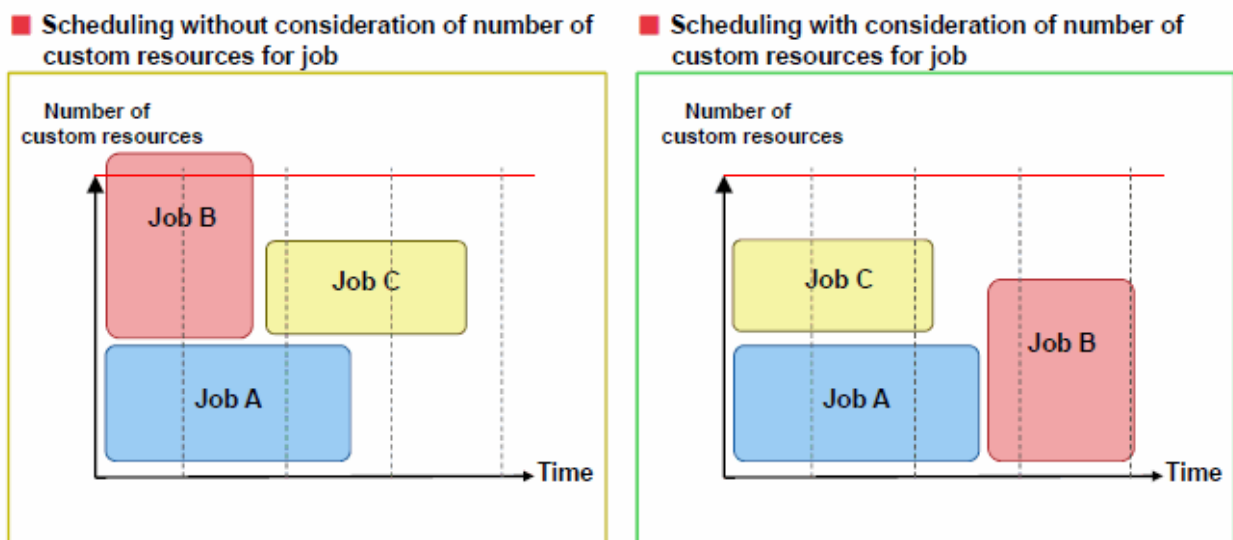 Scheduling without consideration of number of
custom resources for job
Number of
custom resources
Job B
Job C
Job A
Time
Scheduling with consideration of number of
custom resources for job
Number of
custom resources
Job C
Job B
Job A
Time